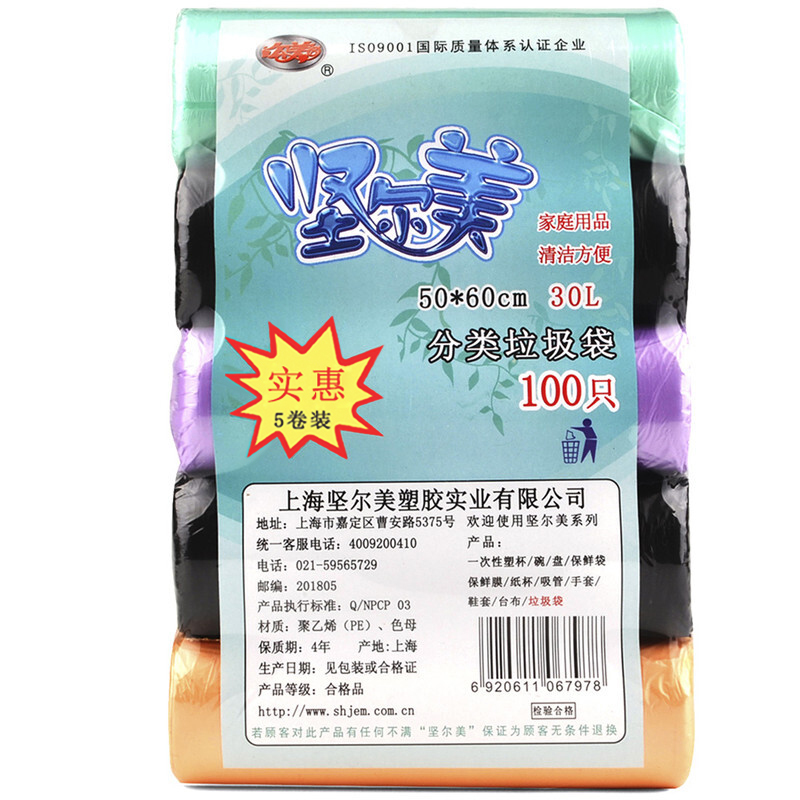 尔美
®
ISO9001国际质量体系认证企业
坚尔美
家庭用品
清洁方便
50*60cm 30L
分类垃圾袋
100只
实惠
5卷装
上海坚尔美塑胶实业有限公司
地址：上海市嘉定区曹安路5375号
统一客服电话：4009200410
电话：021-59565729
邮编：201805
产品执行标准：Q/NPCP 03
材质：聚乙烯（PE）、色母
保质期：4年 产地:上海
生产日期：见包装或合格证
产品等级：合格品
http://www.shjem.com.cn
欢迎使用坚尔美系列
产品：
一次性塑杯/碗/盘/保鲜袋
保鲜膜/纸杯/吸管/手套/
鞋套/台布/垃圾袋
6 920611 067978
检验合格
若顾客对此产品有任何不满“坚尔美”保证为顾客无条件退换